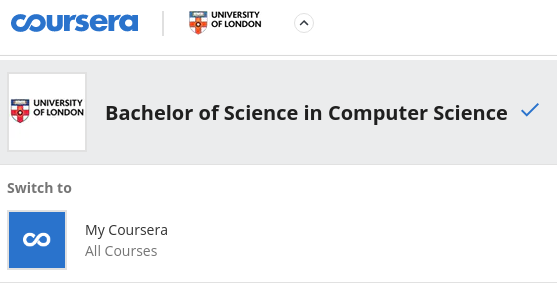 coursera
UNIVERSITY
OF LONDON
UNIVERSITY
OF LONDON
Bachelor of Science in Computer Science
Switch to
My Coursera
All Courses